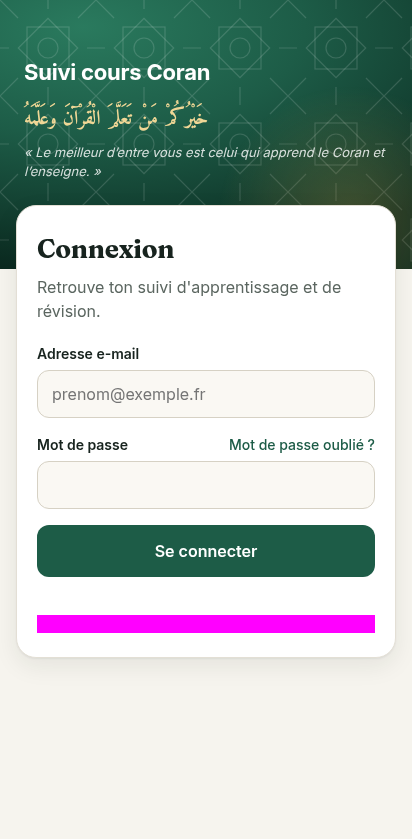 Suivi cours Coran
خَيْرُكُمْ مَنْ تَعَلَّمَ الْقُرْآنَ وَعَلَّمَهُ
« Le meilleur d'entre vous est celui qui apprend le Coran et
l'enseigne. »
Connexion
Retrouve ton suivi d'apprentissage et de
révision.
Adresse e-mail
prenom@exemple.fr
Mot de passe
Mot de passe oublié ?
Se connecter